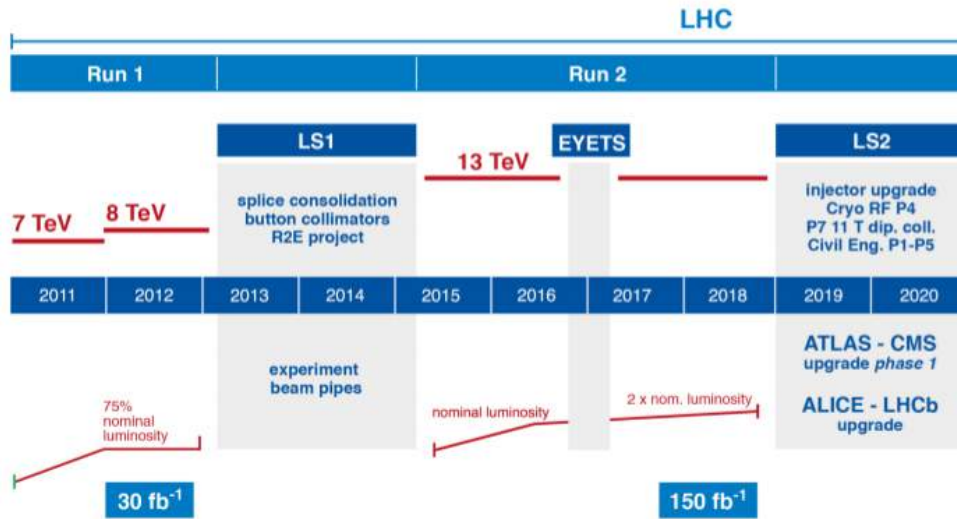 LHC
Run 1
Run 2
LS1
EYETS
LS2
13 TeV
splice consolidation
button collimators
R2E project
injector upgrade
Cryo RF P4
P7 11 T dip. coll.
Civil Eng. P1-P5
7 TeV
8 TeV
2011
2012
2013
2014
2015
2016
2017
2018
2019
2020
experiment
beam pipes
ATLAS - CMS
upgrade phase 1
ALICE - LHCb
upgrade
75%
nominal
luminosity
nominal luminosity
2 x nom. luminosity
30 fb⁻¹
150 fb⁻¹